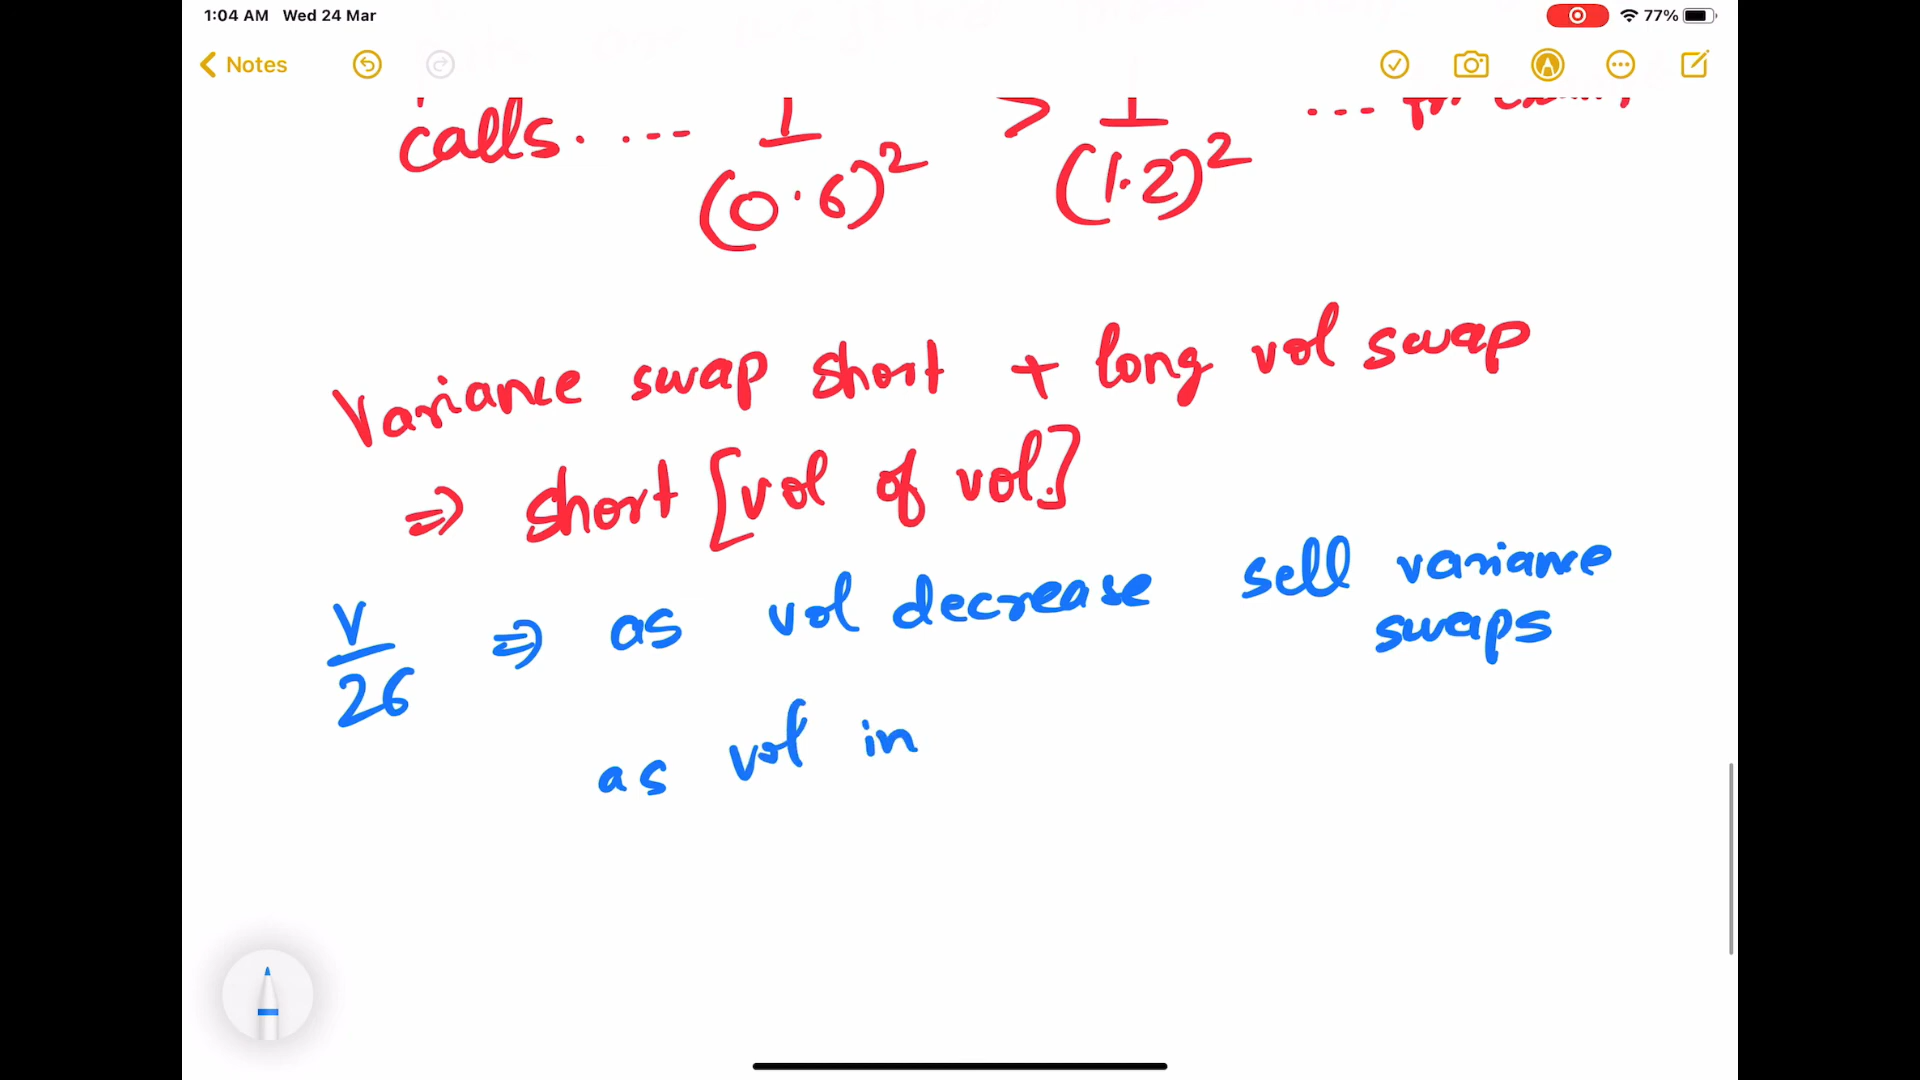 1:04 AM Wed 24 Mar 77%
Notes
calls. .... 1/(0.6)² > 1/(1.2)² ...
Variance swap short + long vol swap
⇒ short [vol of vol.]
V/26 ⇒ as vol decrease sell variance
swaps
as vol in